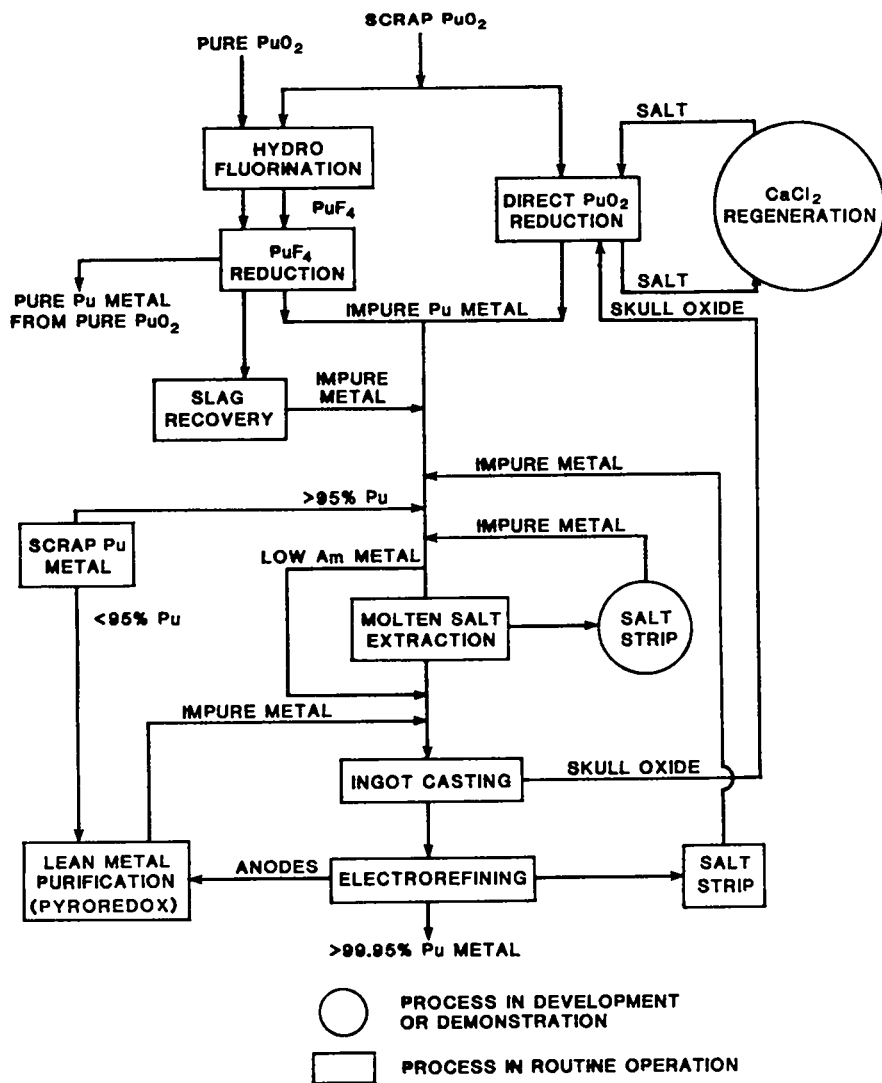 SCRAP PuO₂
PURE PuO₂
SALT
HYDRO
FLUORINATION
CaCl₂
REGENERATION
DIRECT PuO₂
REDUCTION
PuF₄
PuF₄
REDUCTION
SALT
PURE Pu METAL
FROM PURE PuO₂
IMPURE Pu METAL
SKULL OXIDE
SLAG
RECOVERY
IMPURE
METAL
IMPURE METAL
>95% Pu
IMPURE METAL
SCRAP Pu
METAL
LOW Am METAL
<95% Pu
MOLTEN SALT
EXTRACTION
SALT
STRIP
IMPURE METAL
INGOT CASTING
SKULL OXIDE
LEAN METAL
PURIFICATION
(PYROREDOX)
ANODES
ELECTROREFINING
SALT
STRIP
>99.95% Pu METAL
PROCESS IN DEVELOPMENT
OR DEMONSTRATION
PROCESS IN ROUTINE OPERATION